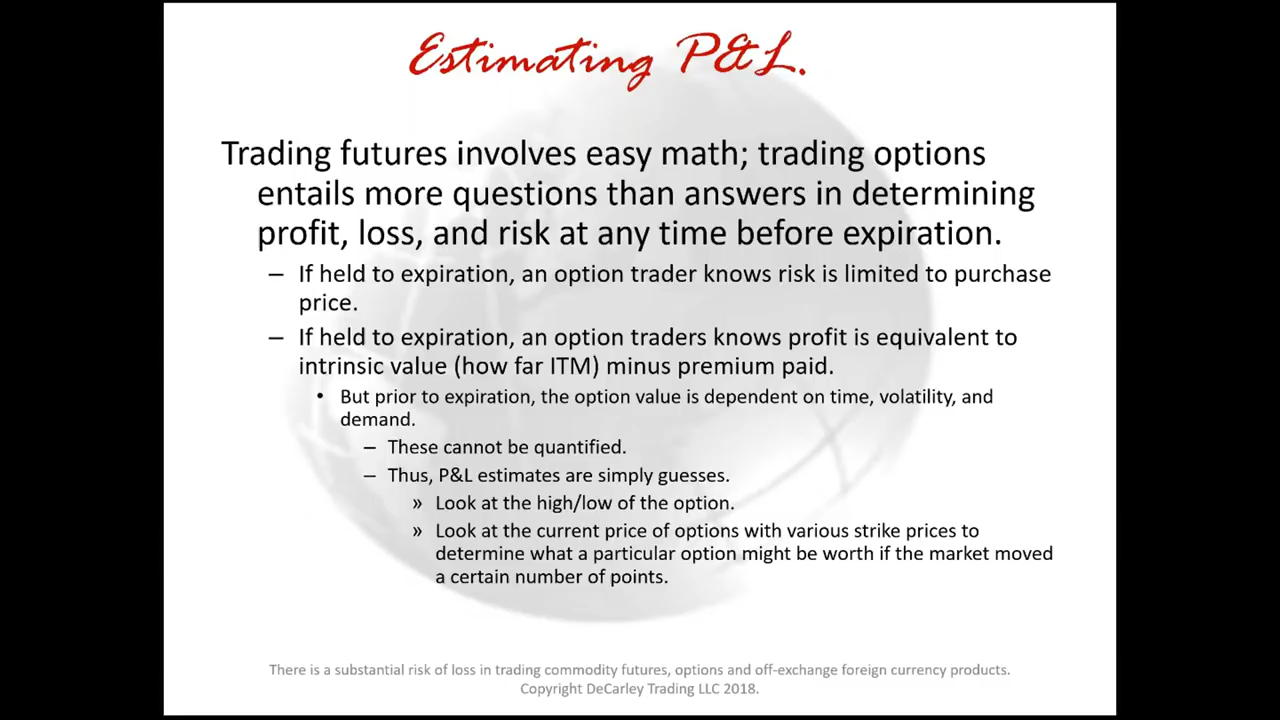 Estimating P&L.
Trading futures involves easy math; trading options
entails more questions than answers in determining
profit, loss, and risk at any time before expiration.
– If held to expiration, an option trader knows risk is limited to purchase
price.
– If held to expiration, an option traders knows profit is equivalent to
intrinsic value (how far ITM) minus premium paid.
• But prior to expiration, the option value is dependent on time, volatility, and
demand.
– These cannot be quantified.
– Thus, P&L estimates are simply guesses.
» Look at the high/low of the option.
» Look at the current price of options with various strike prices to
determine what a particular option might be worth if the market moved
a certain number of points.
There is a substantial risk of loss in trading commodity futures, options and off-exchange foreign currency products.
Copyright DeCarley Trading LLC 2018.